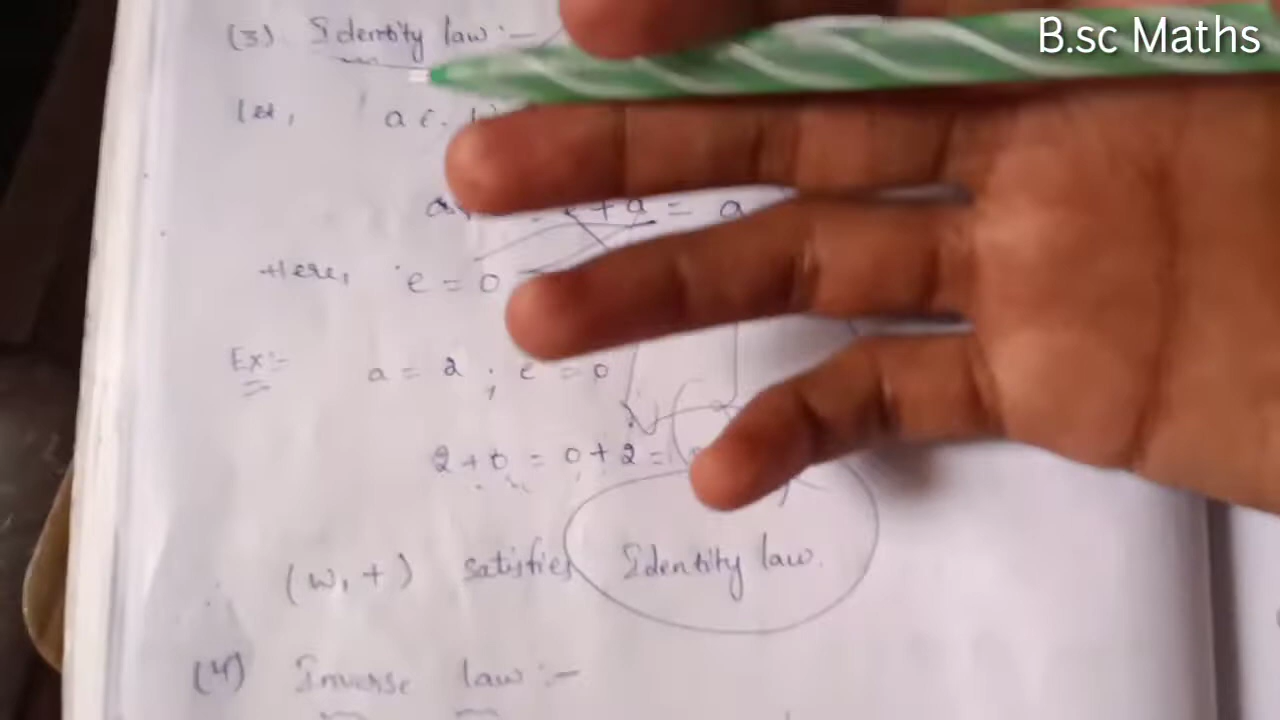 B.sc Maths
(3) Identity law :-
Let, a ∈
+ a = a
Here, e = 0
Ex:- a = 2 ; e = 0
2 + 0 = 0 + 2 =
∴ (W, +) satisfies Identity law.
(4) Inverse law :-